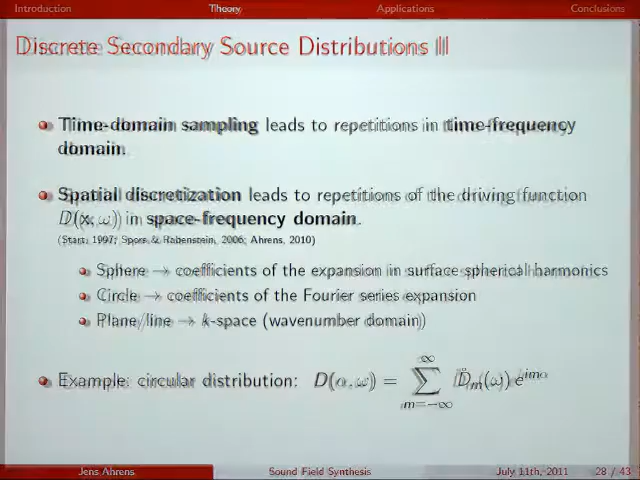 Introduction Theory Applications Conclusions
Discrete Secondary Source Distributions III
Time-domain sampling leads to repetitions in time-frequency
domain.
Spatial discretization leads to repetitions of the driving function
D(x, ω) in space-frequency domain.
(Start, 1997; Spors & Rabenstein, 2006; Ahrens, 2010)
Sphere → coefficients of the expansion in surface spherical harmonics
Circle → coefficients of the Fourier series expansion
Plane/line → k-space (wavenumber domain)
Example: circular distribution: D(α, ω) = ∑_{m=−∞}^{∞} D̊_m(ω) e^{imα}
Jens Ahrens Sound Field Synthesis July 11th, 2011 28 / 43